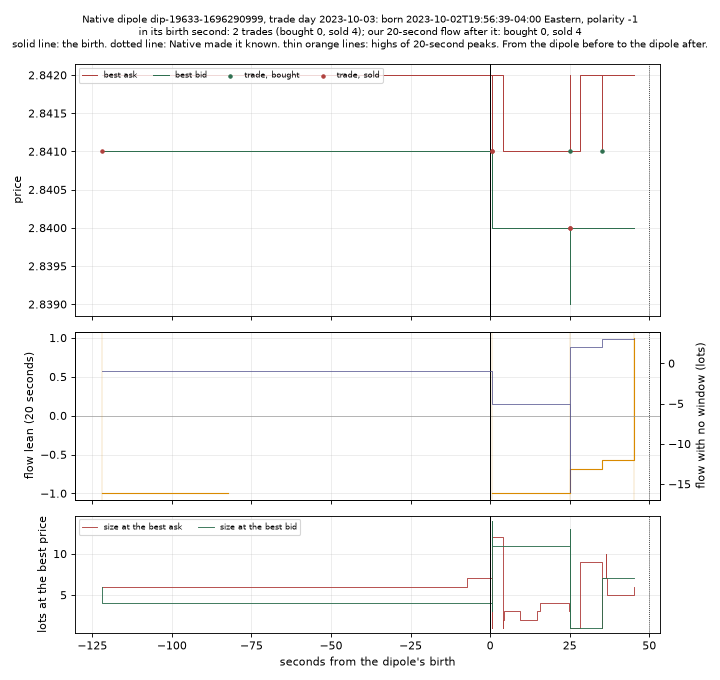 Native dipole dip-19633-1696290999, trade day 2023-10-03: born 2023-10-02T19:56:39-04:00 Eastern, polarity -1
in its birth second: 2 trades (bought 0, sold 4); our 20-second flow after it: bought 0, sold 4
solid line: the birth. dotted line: Native made it known. thin orange lines: highs of 20-second peaks. From the dipole before to the dipole after.
best ask
best bid
trade, bought
trade, sold
2.8420
2.8415
2.8410
2.8405
2.8400
2.8395
2.8390
price
1.0
0.5
0.0
−0.5
−1.0
flow lean (20 seconds)
0
−5
−10
−15
flow with no window (lots)
size at the best ask
size at the best bid
10
5
lots at the best price
−125
−100
−75
−50
−25
0
25
50
seconds from the dipole's birth